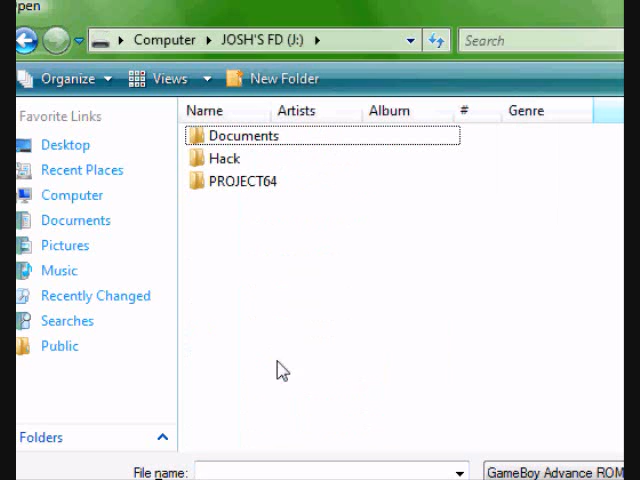 Open
Computer JOSH'S FD (J:) Search
Organize Views New Folder
Favorite Links
Name Artists Album # Genre
Desktop
Recent Places
Computer
Documents
Pictures
Music
Recently Changed
Searches
Public
Documents
Hack
PROJECT64
Folders
File name:
GameBoy Advance ROM